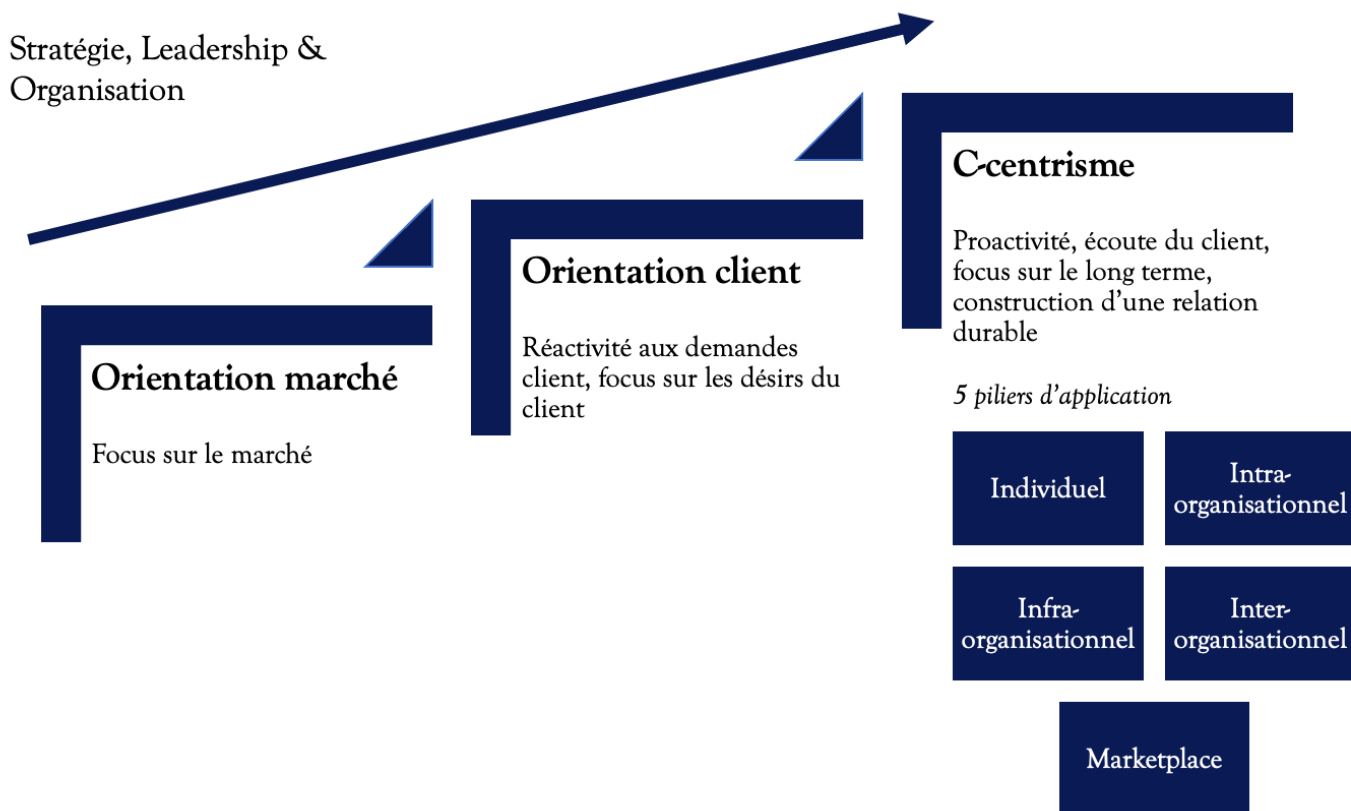 Stratégie, Leadership &
Organisation
Orientation marché
Focus sur le marché
Orientation client
Réactivité aux demandes
client, focus sur les désirs du
client
C-centrisme
Proactivité, écoute du client,
focus sur le long terme,
construction d'une relation
durable
5 piliers d'application
Individuel
Intra-
organisationnel
Infra-
organisationnel
Inter-
organisationnel
Marketplace